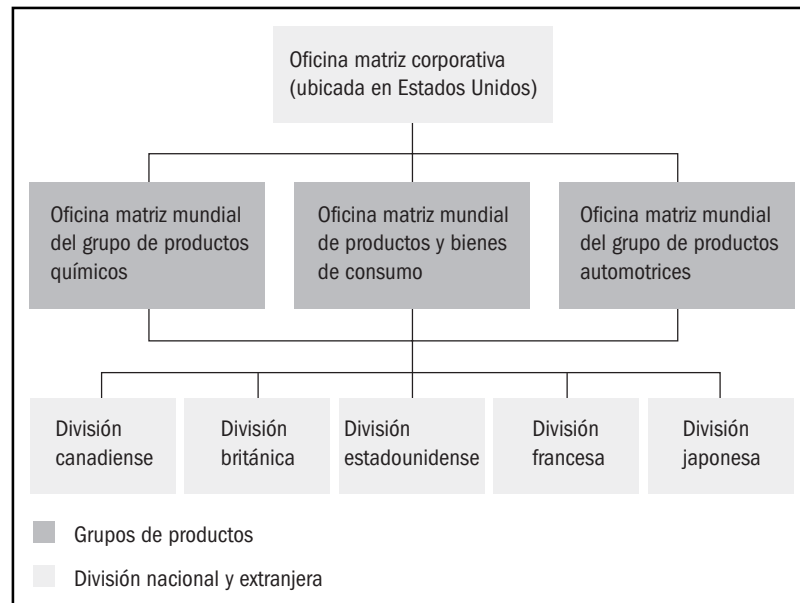 Oficina matriz corporativa
(ubicada en Estados Unidos)
Oficina matriz mundial
del grupo de productos
químicos
Oficina matriz mundial
de productos y bienes
de consumo
Oficina matriz mundial
del grupo de productos
automotrices
División
canadiense
División
británica
División
estadounidense
División
francesa
División
japonesa
Grupos de productos
División nacional y extranjera